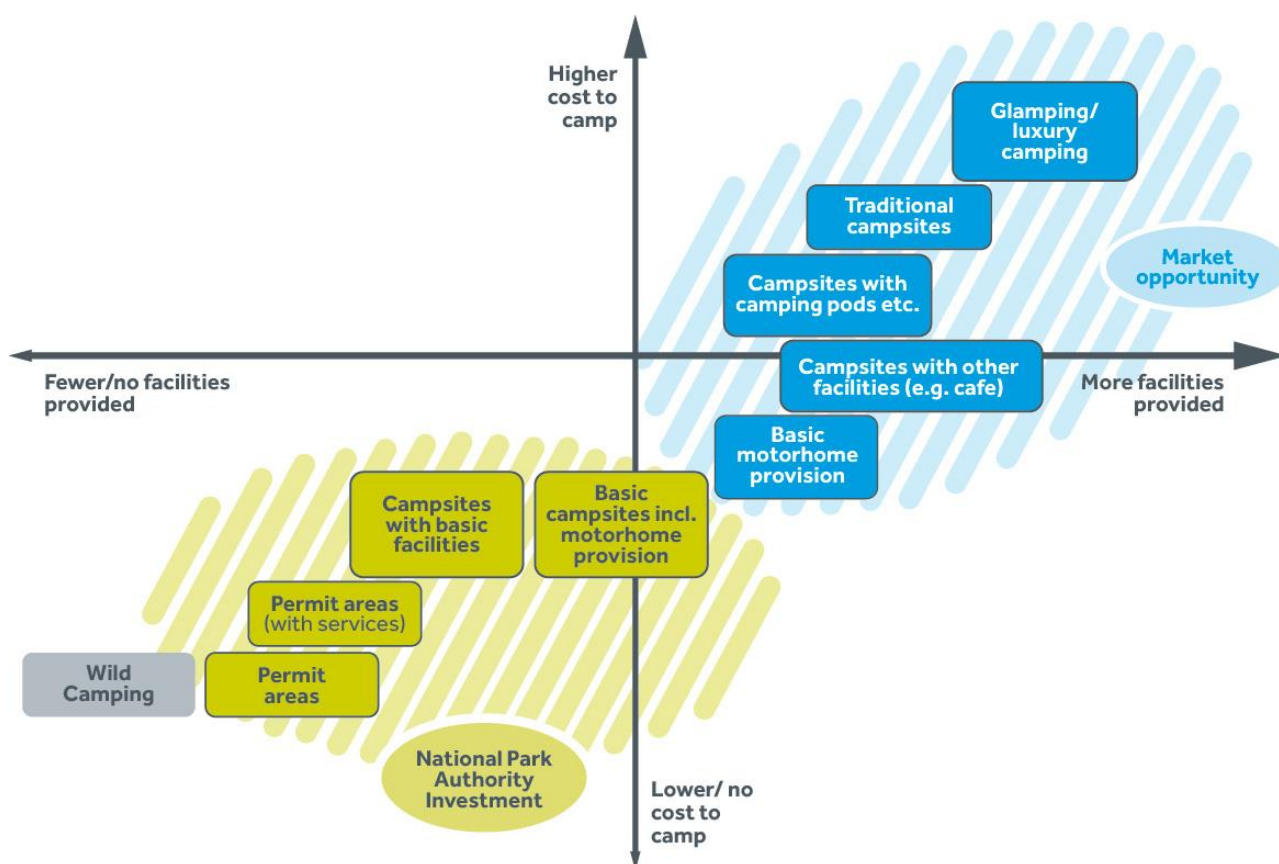 Higher
cost to
camp
Glamping/
luxury
camping
Traditional
campsites
Market
opportunity
Campsites with
camping pods etc.
Fewer/no facilities
provided
Campsites with other
facilities (e.g. cafe)
More facilities
provided
Basic
motorhome
provision
Campsites
with basic
facilities
Basic
campsites incl.
motorhome
provision
Permit areas
(with services)
Wild
Camping
Permit
areas
National Park
Authority
Investment
Lower/ no
cost to
camp